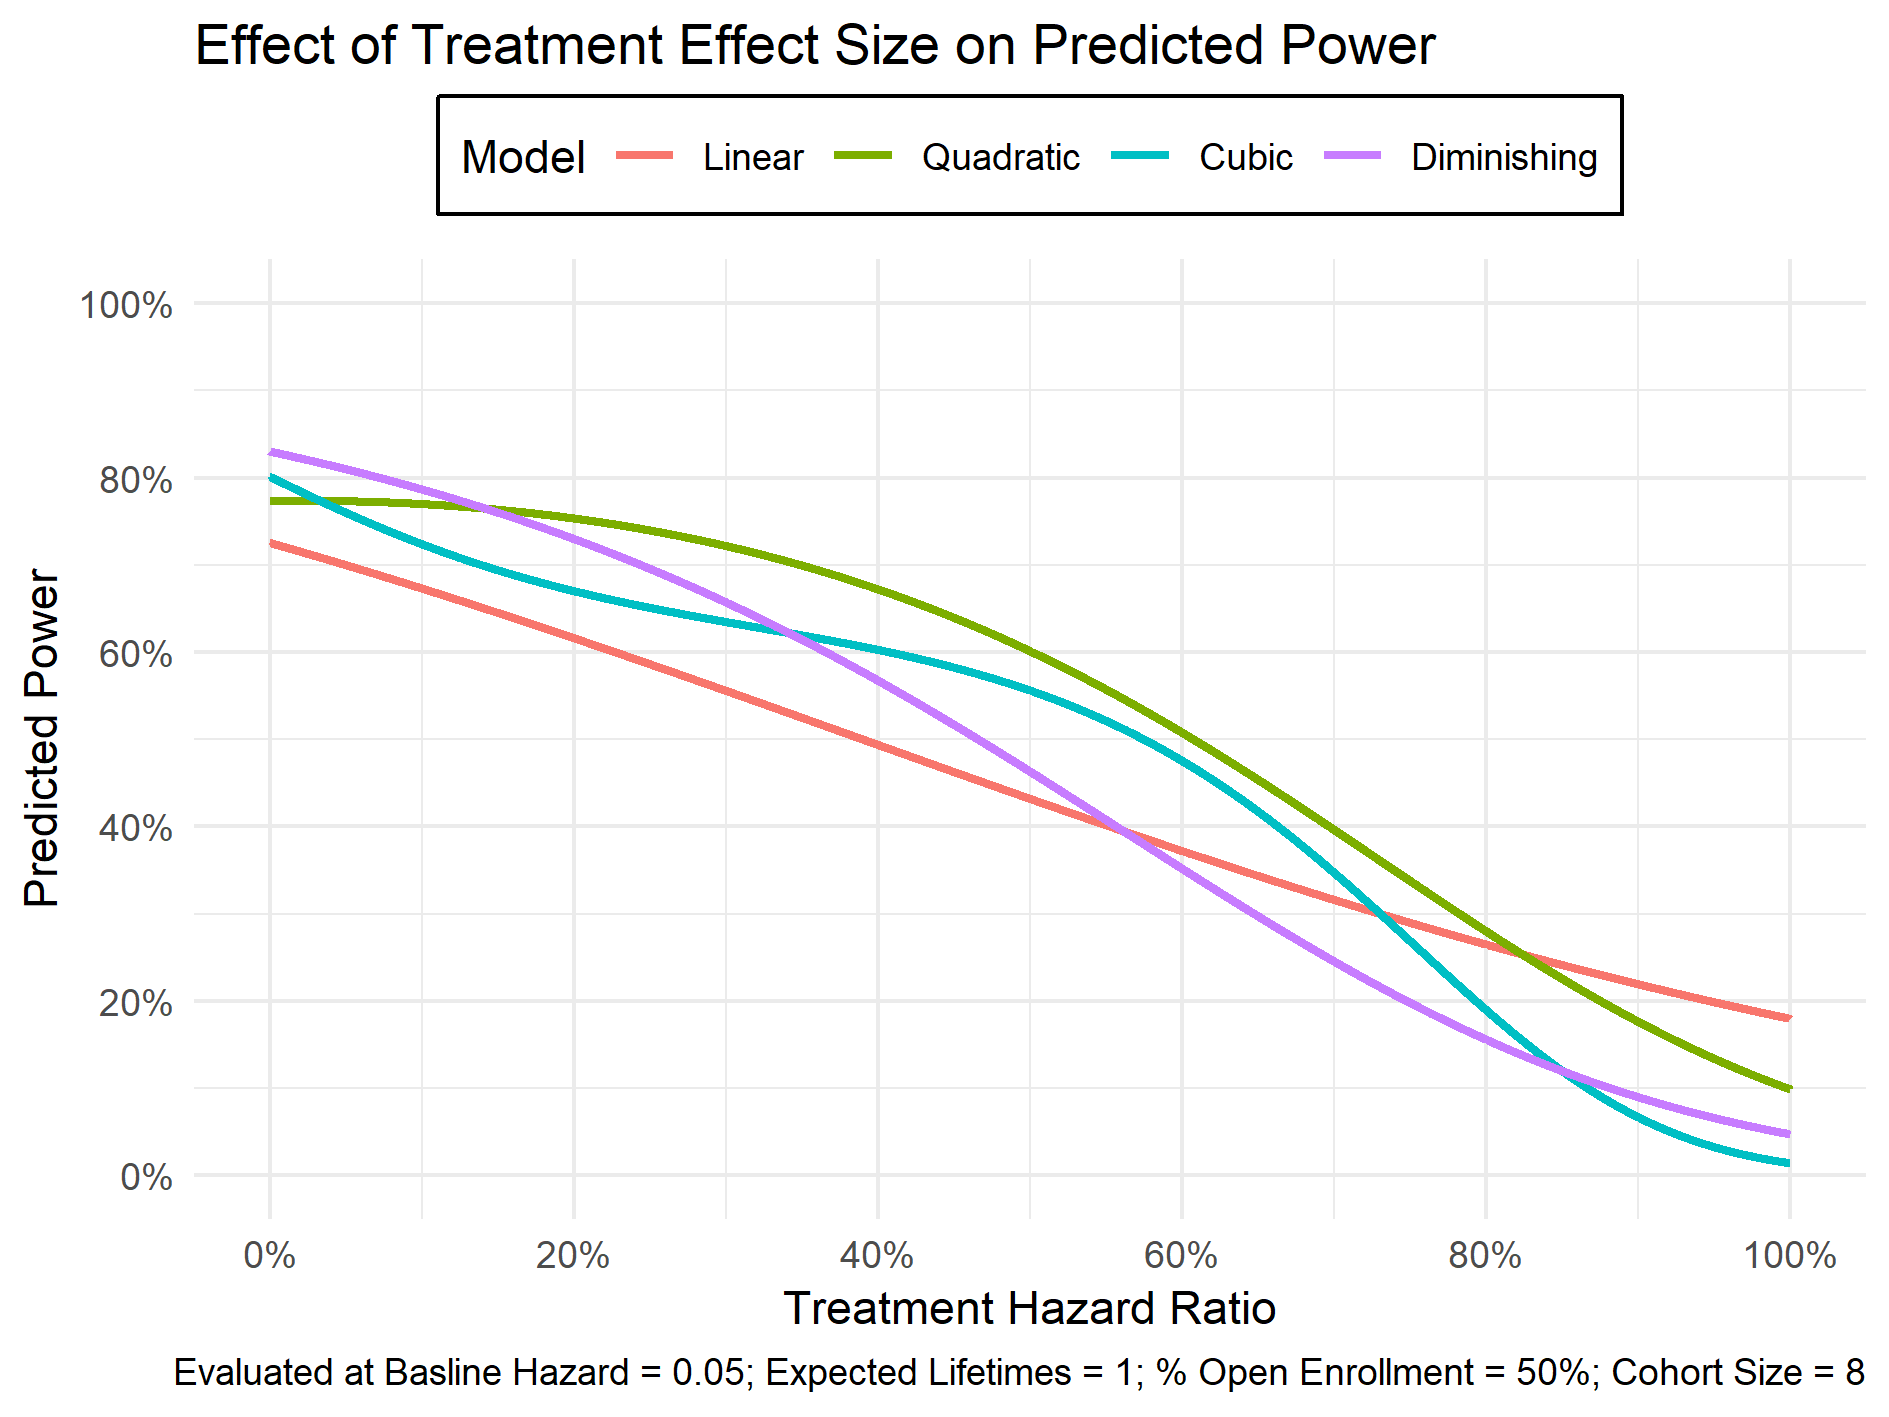 Effect of Treatment Effect Size on Predicted Power
Model Linear Quadratic Cubic Diminishing
Predicted Power
100%
80%
60%
40%
20%
0%
0% 20% 40% 60% 80% 100%
Treatment Hazard Ratio
Evaluated at Basline Hazard = 0.05; Expected Lifetimes = 1; % Open Enrollment = 50%; Cohort Size = 8